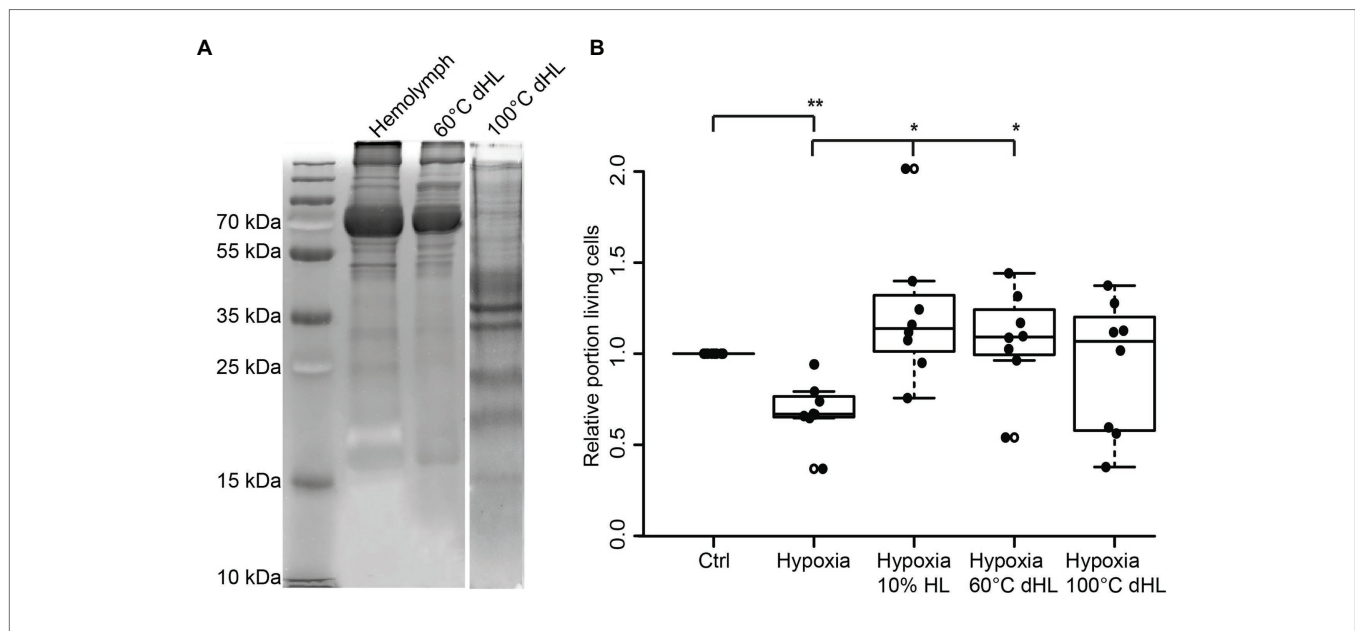 A
Hemolymph
60°C dHL
100°C dHL
70 kDa
55 kDa
35 kDa
25 kDa
15 kDa
10 kDa
B
**
*
*
Relative portion living cells
2.0
1.5
1.0
0.5
0.0
Ctrl
Hypoxia
Hypoxia
10% HL
Hypoxia
60°C dHL
Hypoxia
100°C dHL